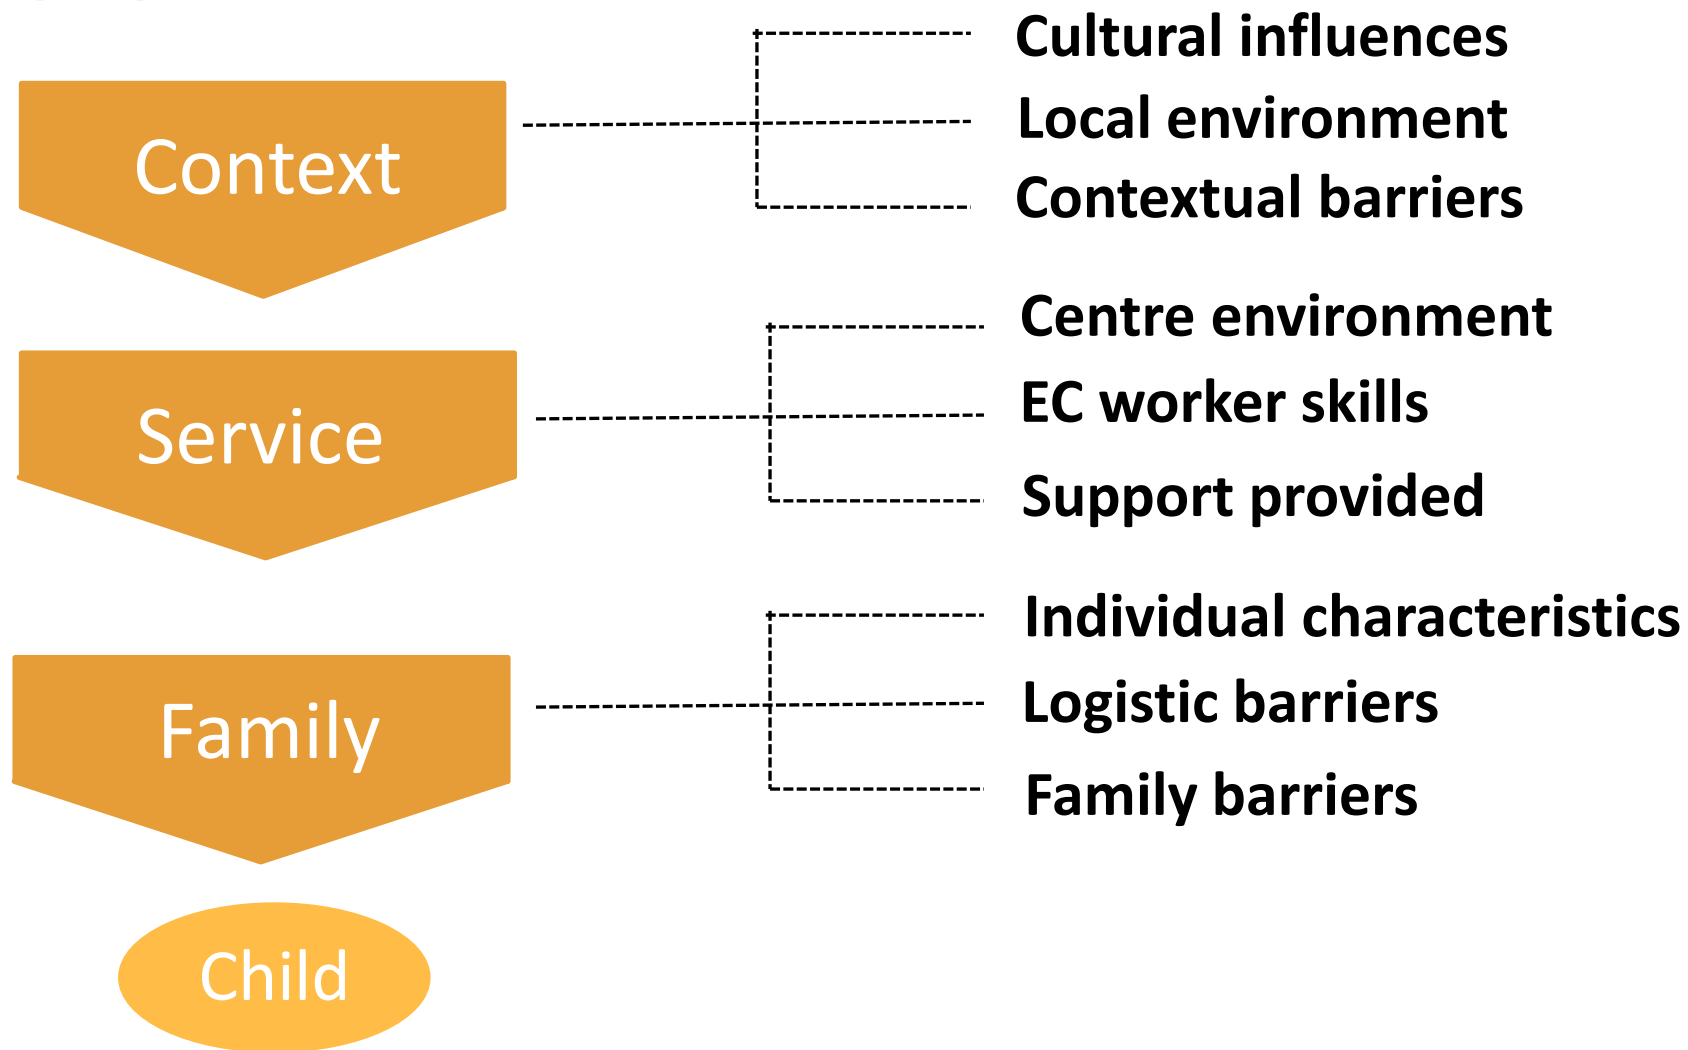 Context
Cultural influences
Local environment
Contextual barriers
Service
Centre environment
EC worker skills
Support provided
Family
Individual characteristics
Logistic barriers
Family barriers
Child